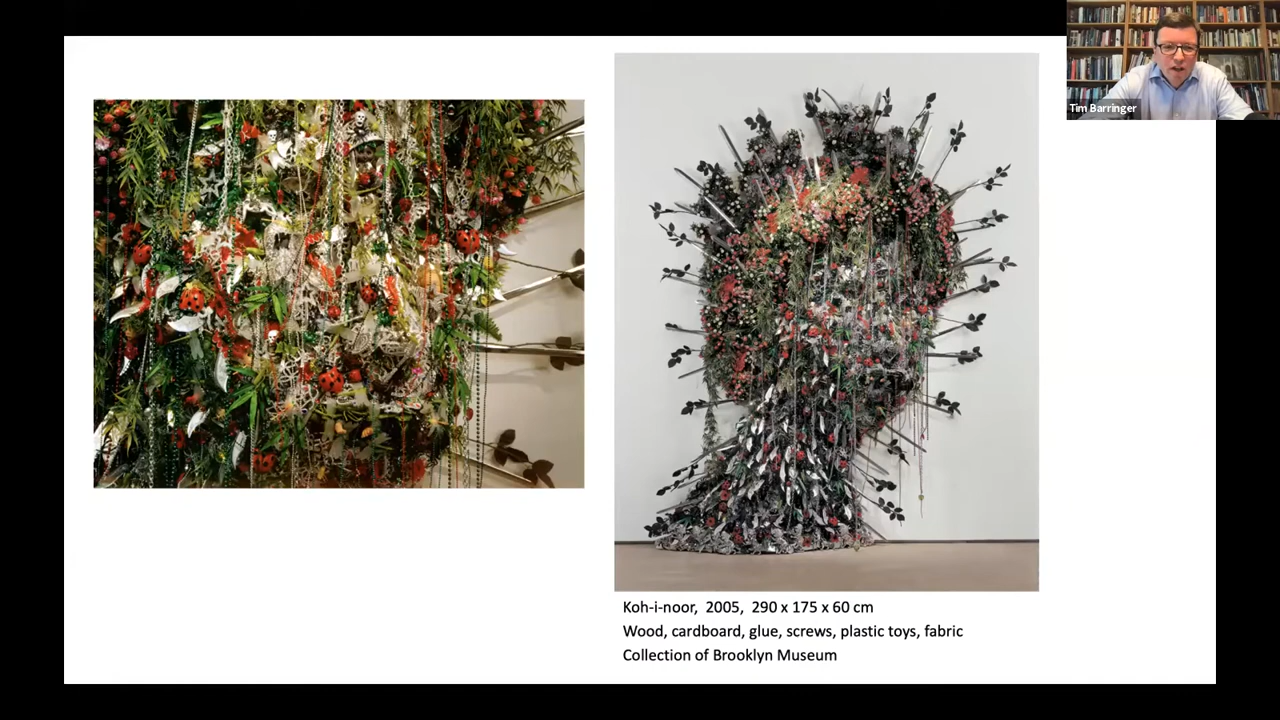 Tim Barringer
Koh-i-noor, 2005, 290 x 175 x 60 cm
Wood, cardboard, glue, screws, plastic toys, fabric
Collection of Brooklyn Museum